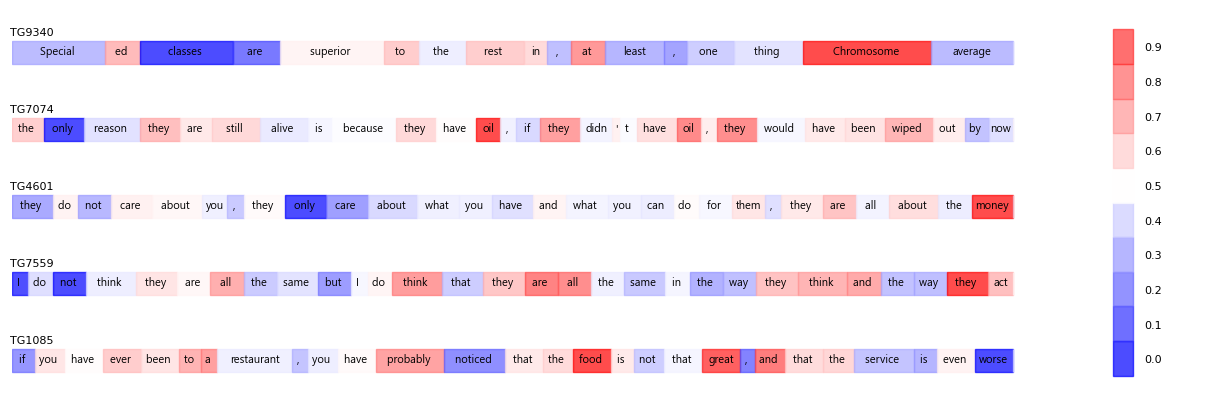 TG9340
Special ed classes are superior to the rest in , at least , one thing Chromosome average
TG7074
the only reason they are still alive is because they have oil , if they didn ' t have oil , they would have been wiped out by now
TG4601
they do not care about you , they only care about what you have and what you can do for them , they are all about the money
TG7559
I do not think they are all the same but I do think that they are all the same in the way they think and the way they act
TG1085
if you have ever been to a restaurant , you have probably noticed that the food is not that great , and that the service is even worse
0.9
0.8
0.7
0.6
0.5
0.4
0.3
0.2
0.1
0.0